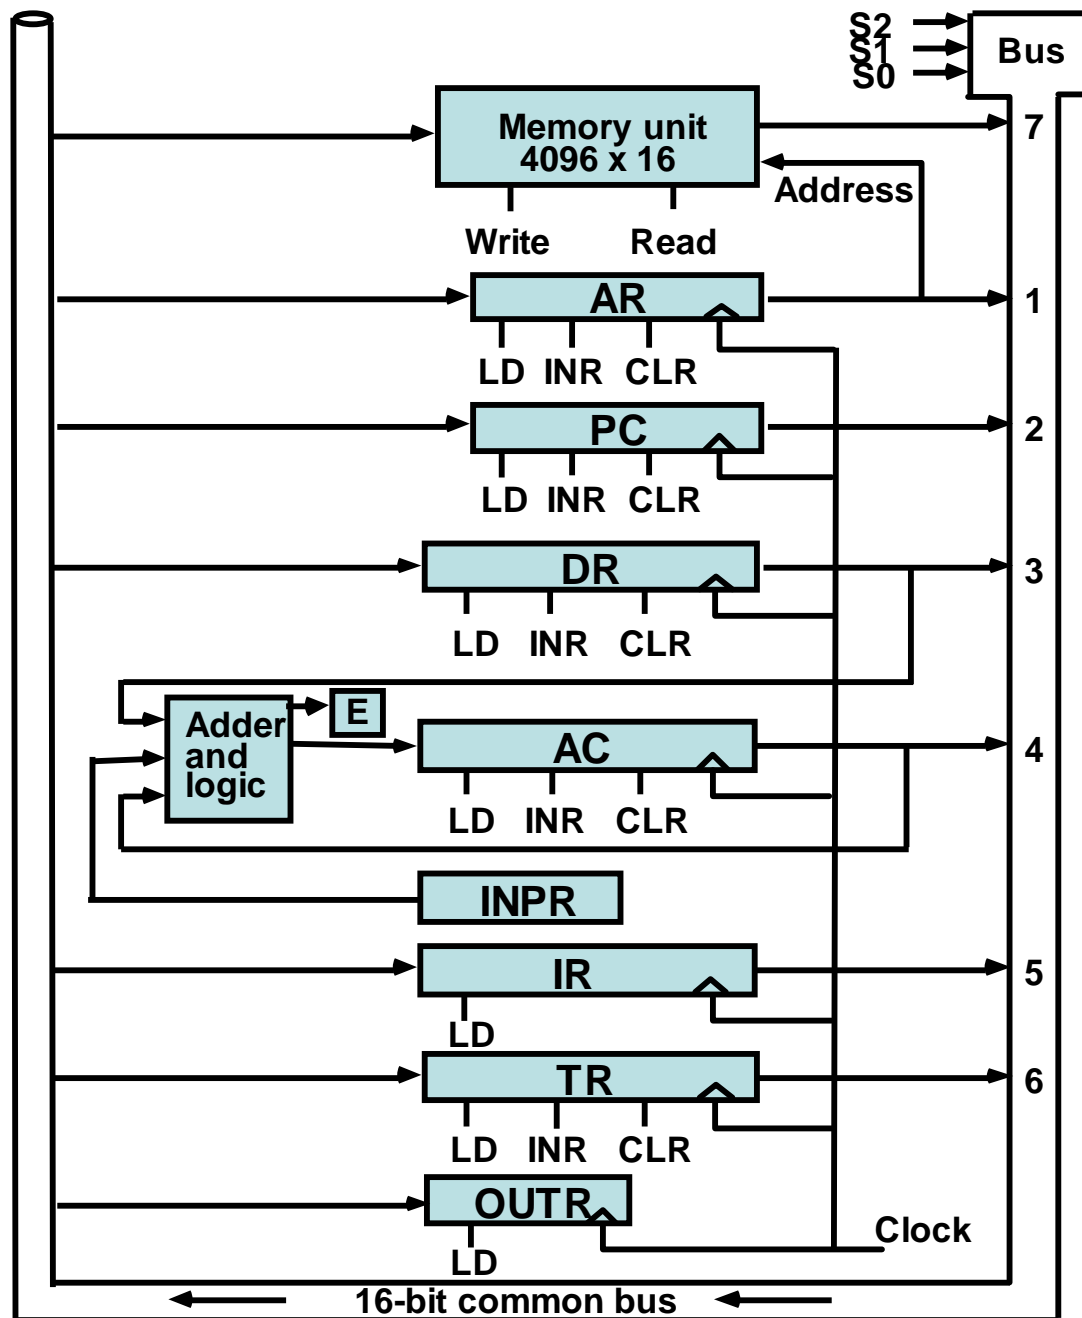 S2
S1
S0
Bus
Memory unit
4096 x 16
7
Address
Write Read
AR
1
LD INR CLR
PC
2
LD INR CLR
DR
3
LD INR CLR
E
Adder
and
logic
AC
4
LD INR CLR
INPR
IR
5
LD
TR
6
LD INR CLR
OUTR
LD
Clock
16-bit common bus